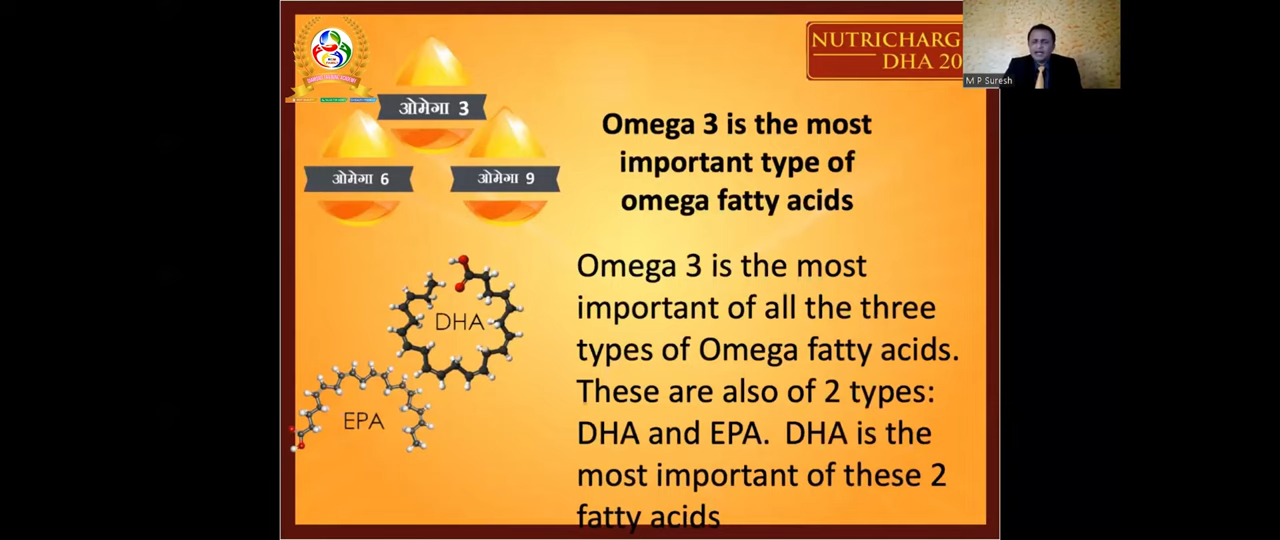 NUTRICHARG
DHA 20
M P Suresh
ओमेगा 3
ओमेगा 6
ओमेगा 9
Omega 3 is the most
important type of
omega fatty acids
DHA
EPA
Omega 3 is the most
important of all the three
types of Omega fatty acids.
These are also of 2 types:
DHA and EPA. DHA is the
most important of these 2
fatty acids